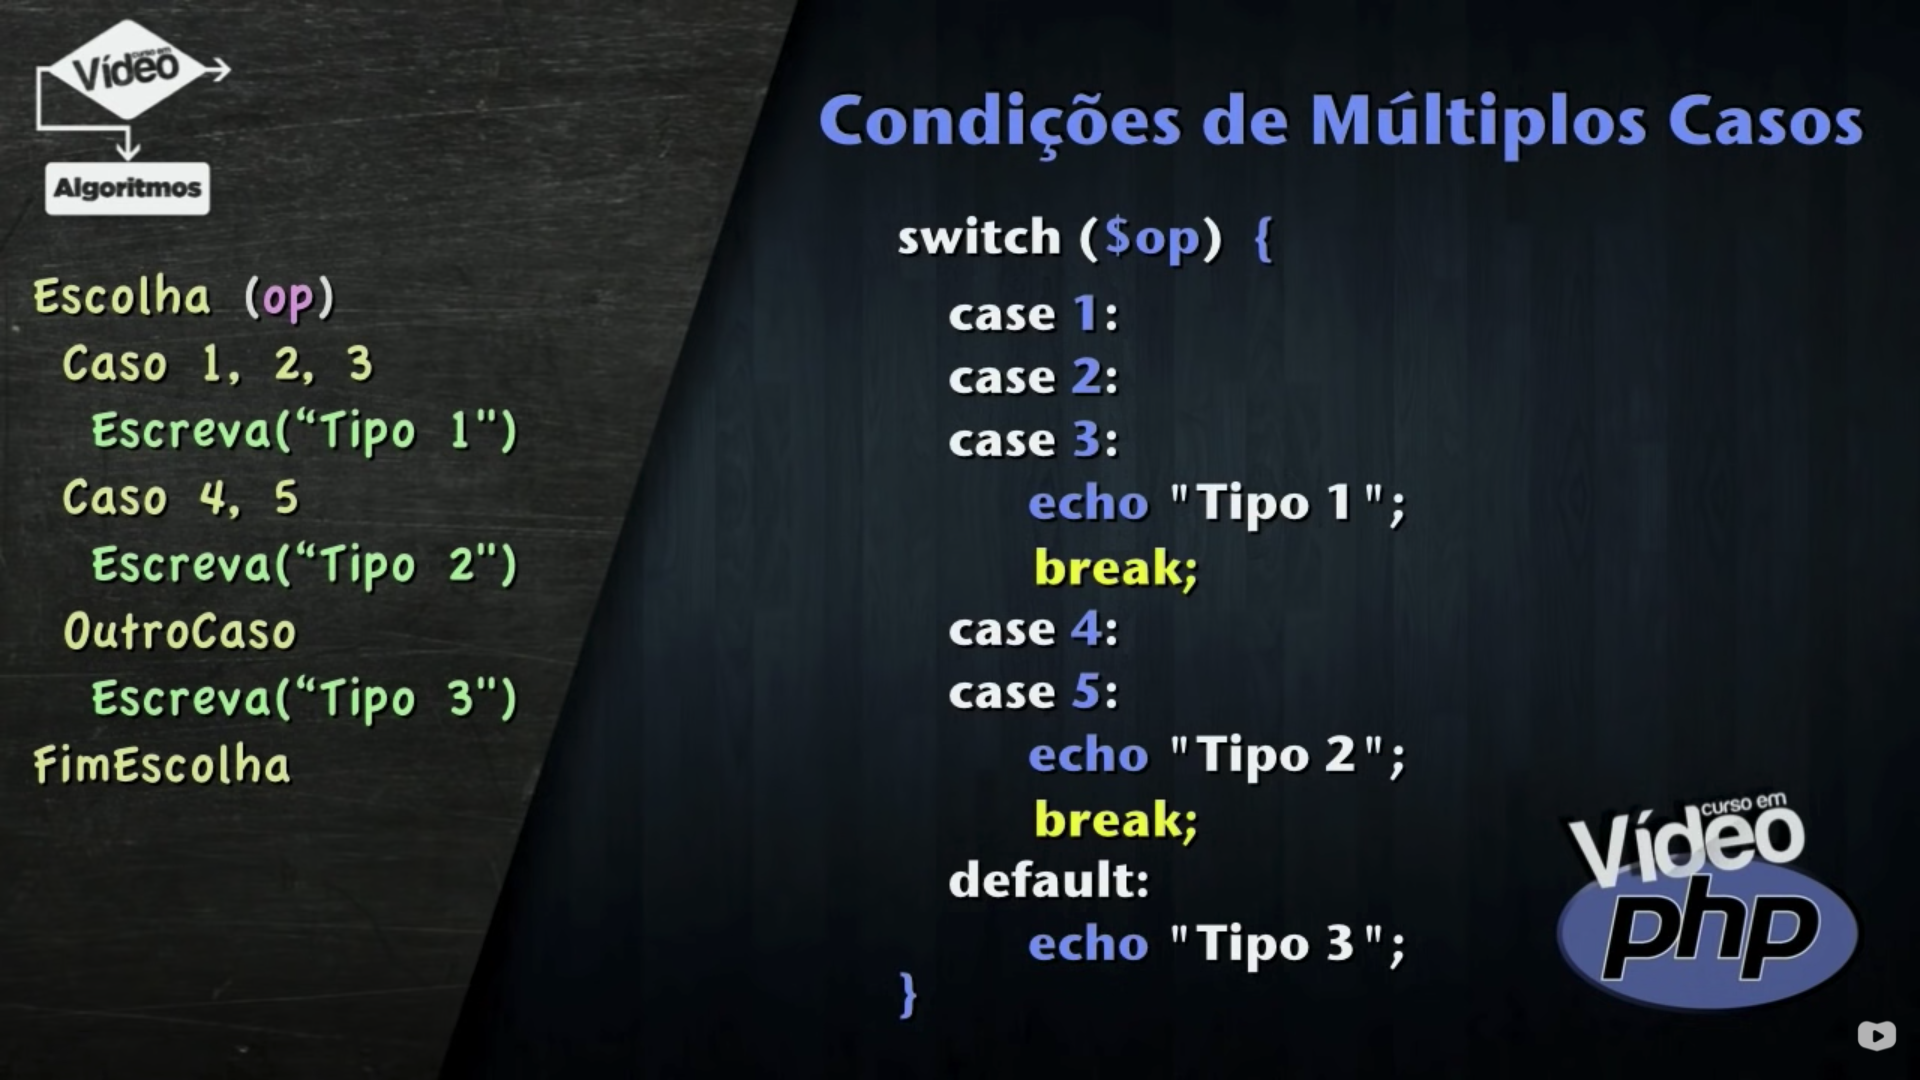 curso em
Vídeo
Algoritmos
Escolha (op)
Caso 1, 2, 3
Escreva(“Tipo 1")
Caso 4, 5
Escreva(“Tipo 2")
OutroCaso
Escreva(“Tipo 3")
FimEscolha
Condições de Múltiplos Casos
switch ($op) {
case 1:
case 2:
case 3:
echo "Tipo 1";
break;
case 4:
case 5:
echo "Tipo 2";
break;
default:
echo "Tipo 3";
}
curso em
Vídeo
php